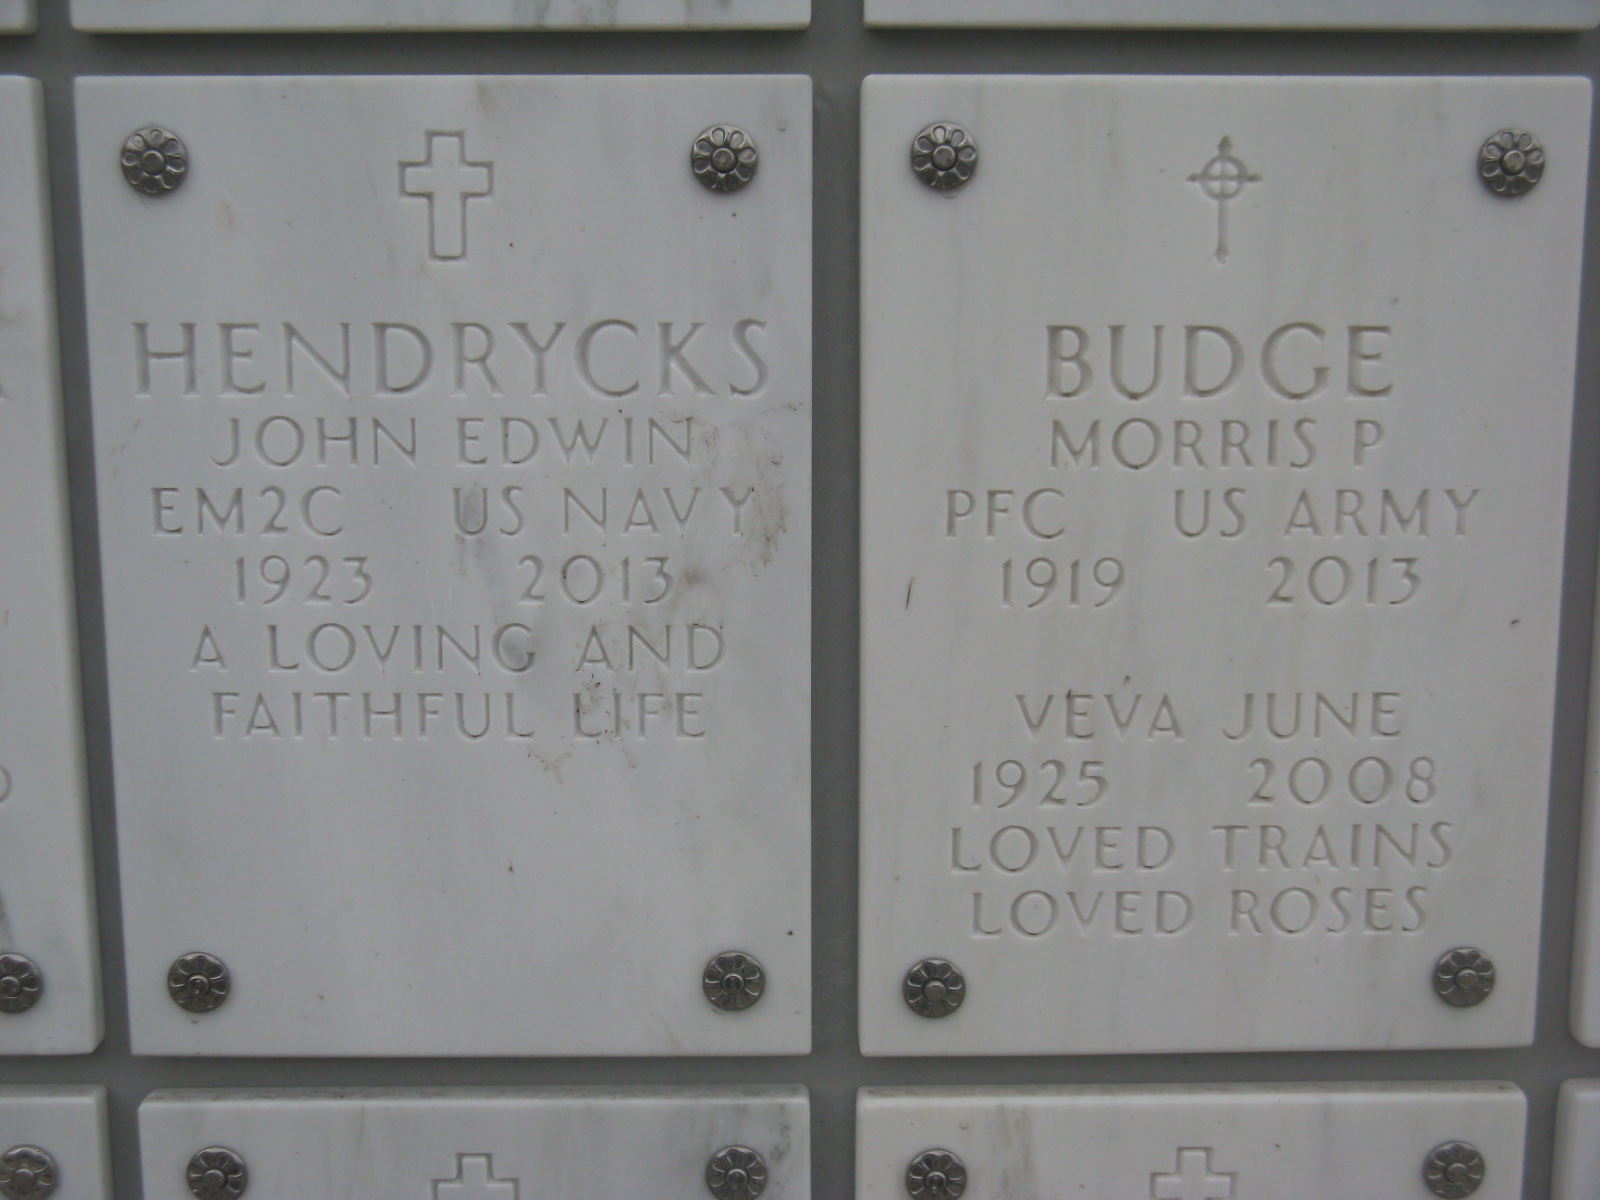 HENDRYCKS
JOHN EDWIN
EM2C US NAVY
1923 2013
A LOVING AND
FAITHFUL LIFE
BUDGE
MORRIS P
PFC US ARMY
1919 2013
VEVA JUNE
1925 2008
LOVED TRAINS
LOVED ROSES